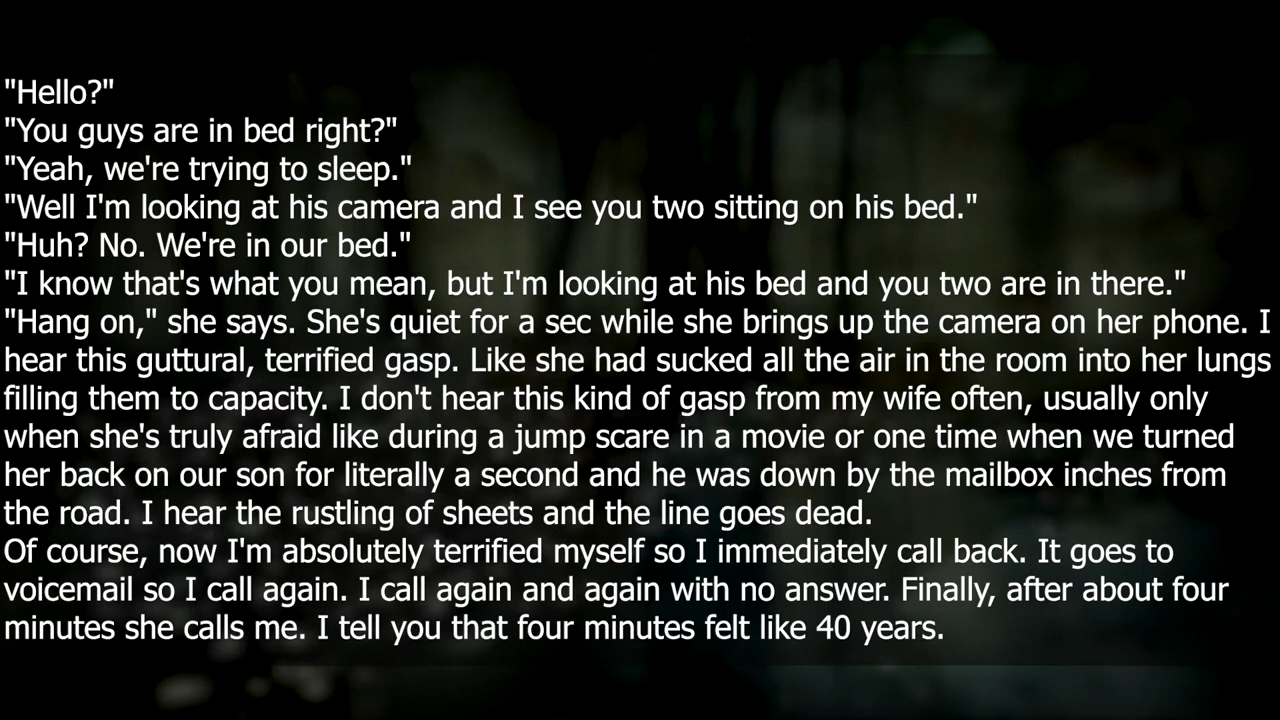 "Hello?"
"You guys are in bed right?"
"Yeah, we're trying to sleep."
"Well I'm looking at his camera and I see you two sitting on his bed."
"Huh? No. We're in our bed."
"I know that's what you mean, but I'm looking at his bed and you two are in there."
"Hang on," she says. She's quiet for a sec while she brings up the camera on her phone. I
hear this guttural, terrified gasp. Like she had sucked all the air in the room into her lungs
filling them to capacity. I don't hear this kind of gasp from my wife often, usually only
when she's truly afraid like during a jump scare in a movie or one time when we turned
her back on our son for literally a second and he was down by the mailbox inches from
the road. I hear the rustling of sheets and the line goes dead.
Of course, now I'm absolutely terrified myself so I immediately call back. It goes to
voicemail so I call again. I call again and again with no answer. Finally, after about four
minutes she calls me. I tell you that four minutes felt like 40 years.